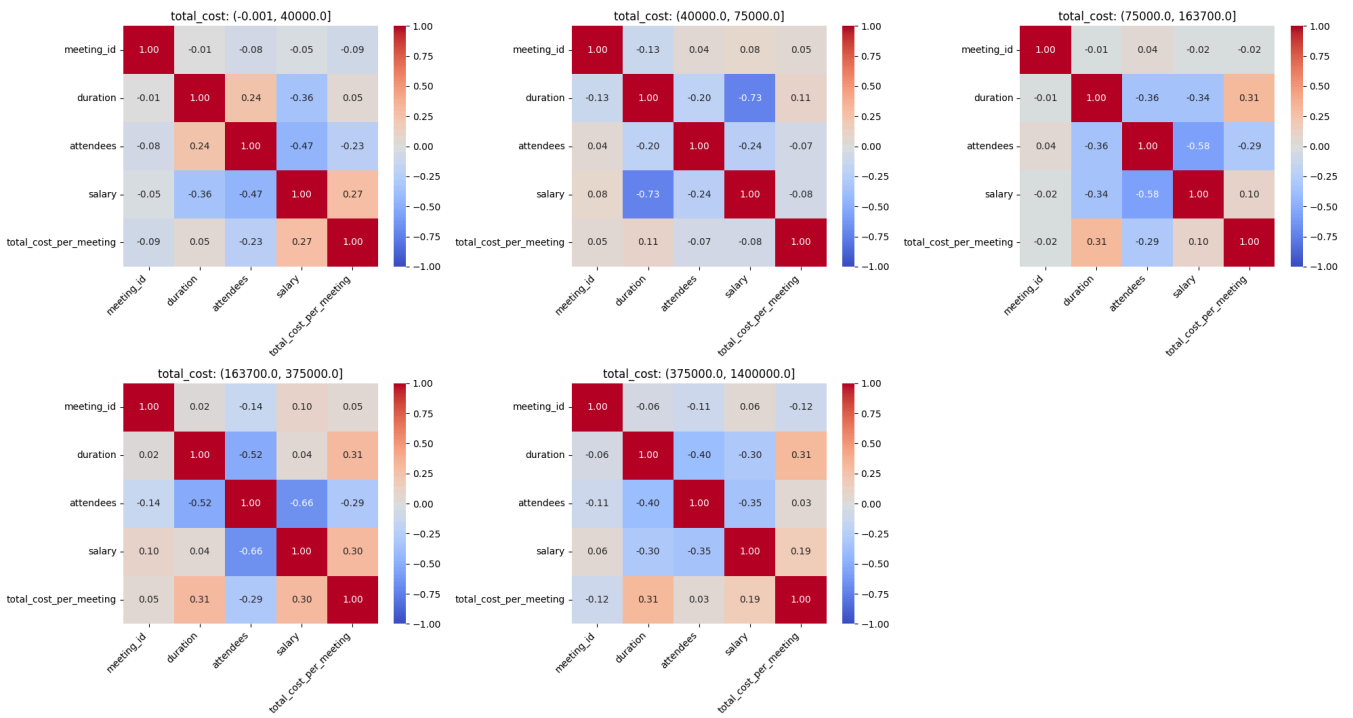 total_cost: (-0.001, 40000.0]
meeting_id 1.00 -0.01 -0.08 -0.05 -0.09
duration -0.01 1.00 0.24 -0.36 0.05
attendees -0.08 0.24 1.00 -0.47 -0.23
salary -0.05 -0.36 -0.47 1.00 0.27
total_cost_per_meeting -0.09 0.05 -0.23 0.27 1.00
meeting_id duration attendees salary total_cost_per_meeting
1.00
0.75
0.50
0.25
0.00
−0.25
−0.50
−0.75
−1.00
total_cost: (40000.0, 75000.0]
meeting_id 1.00 -0.13 0.04 0.08 0.05
duration -0.13 1.00 -0.20 -0.73 0.11
attendees 0.04 -0.20 1.00 -0.24 -0.07
salary 0.08 -0.73 -0.24 1.00 -0.08
total_cost_per_meeting 0.05 0.11 -0.07 -0.08 1.00
meeting_id duration attendees salary total_cost_per_meeting
1.00
0.75
0.50
0.25
0.00
−0.25
−0.50
−0.75
−1.00
total_cost: (75000.0, 163700.0]
meeting_id 1.00 -0.01 0.04 -0.02 -0.02
duration -0.01 1.00 -0.36 -0.34 0.31
attendees 0.04 -0.36 1.00 -0.58 -0.29
salary -0.02 -0.34 -0.58 1.00 0.10
total_cost_per_meeting -0.02 0.31 -0.29 0.10 1.00
meeting_id duration attendees salary total_cost_per_meeting
1.00
0.75
0.50
0.25
0.00
−0.25
−0.50
−0.75
−1.00
total_cost: (163700.0, 375000.0]
meeting_id 1.00 0.02 -0.14 0.10 0.05
duration 0.02 1.00 -0.52 0.04 0.31
attendees -0.14 -0.52 1.00 -0.66 -0.29
salary 0.10 0.04 -0.66 1.00 0.30
total_cost_per_meeting 0.05 0.31 -0.29 0.30 1.00
meeting_id duration attendees salary total_cost_per_meeting
1.00
0.75
0.50
0.25
0.00
−0.25
−0.50
−0.75
−1.00
total_cost: (375000.0, 1400000.0]
meeting_id 1.00 -0.06 -0.11 0.06 -0.12
duration -0.06 1.00 -0.40 -0.30 0.31
attendees -0.11 -0.40 1.00 -0.35 0.03
salary 0.06 -0.30 -0.35 1.00 0.19
total_cost_per_meeting -0.12 0.31 0.03 0.19 1.00
meeting_id duration attendees salary total_cost_per_meeting
1.00
0.75
0.50
0.25
0.00
−0.25
−0.50
−0.75
−1.00